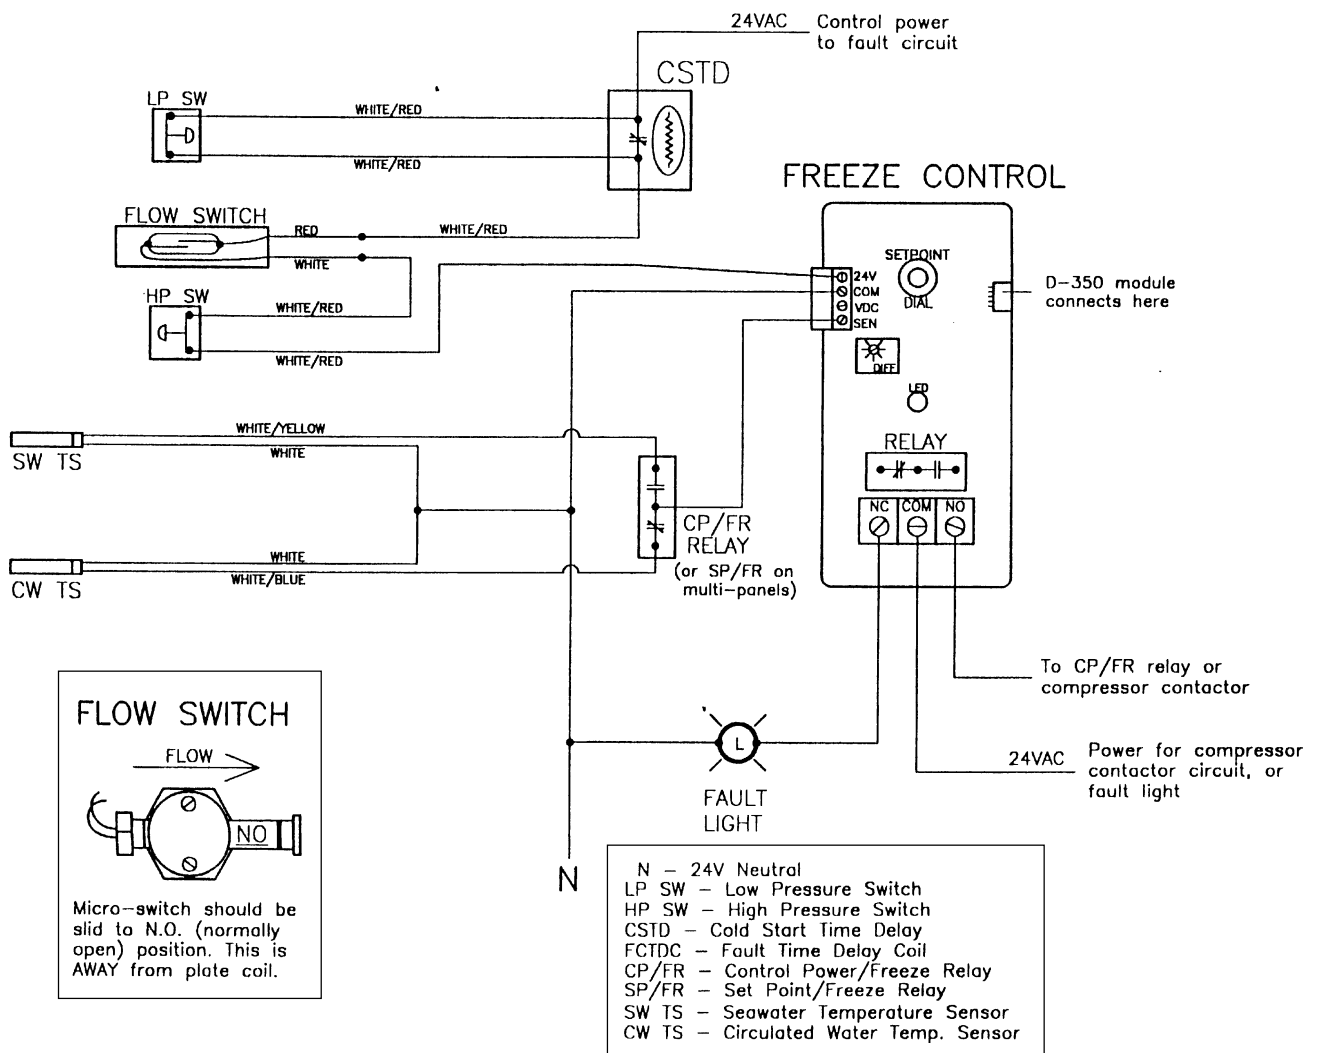 24VAC
Control power
to fault circuit
CSTD
LP SW
WHITE/RED
WHITE/RED
FREEZE CONTROL
FLOW SWITCH
RED
WHITE/RED
WHITE
SETPOINT
DIAL
24V
COM
VDC
SEN
D-350 module
connects here
HP SW
WHITE/RED
WHITE/RED
DIFF
LED
WHITE/YELLOW
WHITE
SW TS
RELAY
NC
COM
NO
CP/FR
RELAY
(or SP/FR on
multi-panels)
WHITE
WHITE/BLUE
CW TS
To CP/FR relay or
compressor contactor
FLOW SWITCH
FLOW
NO
Micro-switch should be
slid to N.O. (normally
open) position. This is
AWAY from plate coil.
L
FAULT
LIGHT
24VAC
Power for compressor
contactor circuit, or
fault light
N
N - 24V Neutral
LP SW - Low Pressure Switch
HP SW - High Pressure Switch
CSTD - Cold Start Time Delay
FCTDC - Fault Time Delay Coil
CP/FR - Control Power/Freeze Relay
SP/FR - Set Point/Freeze Relay
SW TS - Seawater Temperature Sensor
CW TS - Circulated Water Temp. Sensor